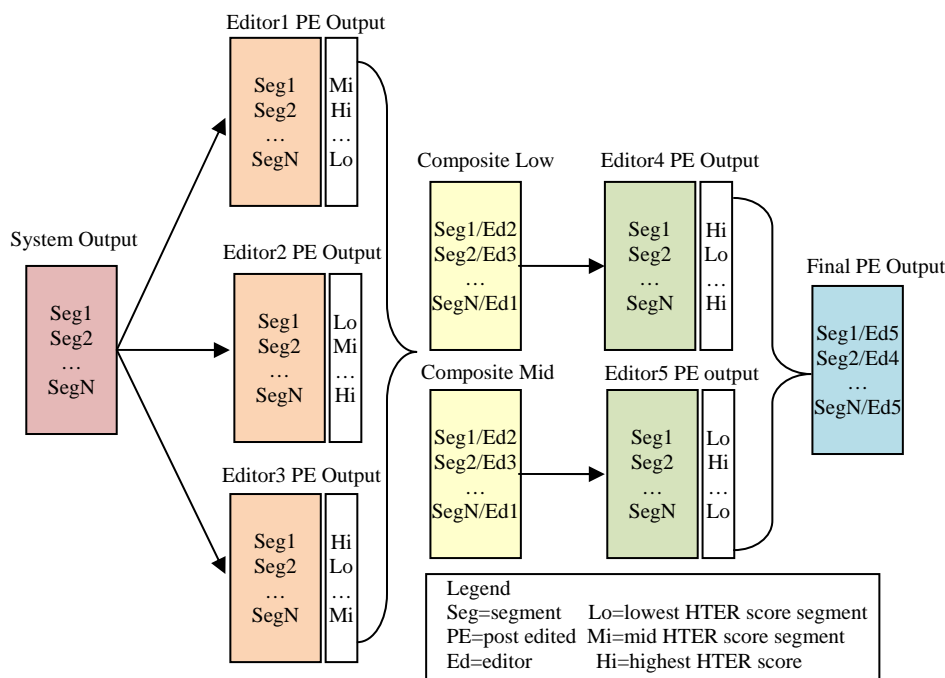 Editor1 PE Output
Seg1
Seg2
…
SegN
Mi
Hi
…
Lo
System Output
Seg1
Seg2
…
SegN
Editor2 PE Output
Seg1
Seg2
…
SegN
Lo
Mi
…
Hi
Editor3 PE Output
Seg1
Seg2
…
SegN
Hi
Lo
…
Mi
Composite Low
Seg1/Ed2
Seg2/Ed3
…
SegN/Ed1
Composite Mid
Seg1/Ed2
Seg2/Ed3
…
SegN/Ed1
Editor4 PE Output
Seg1
Seg2
…
SegN
Hi
Lo
…
Hi
Editor5 PE output
Seg1
Seg2
…
SegN
Lo
Hi
…
Lo
Final PE Output
Seg1/Ed5
Seg2/Ed4
…
SegN/Ed5
Legend
Seg=segment Lo=lowest HTER score segment
PE=post edited Mi=mid HTER score segment
Ed=editor Hi=highest HTER score